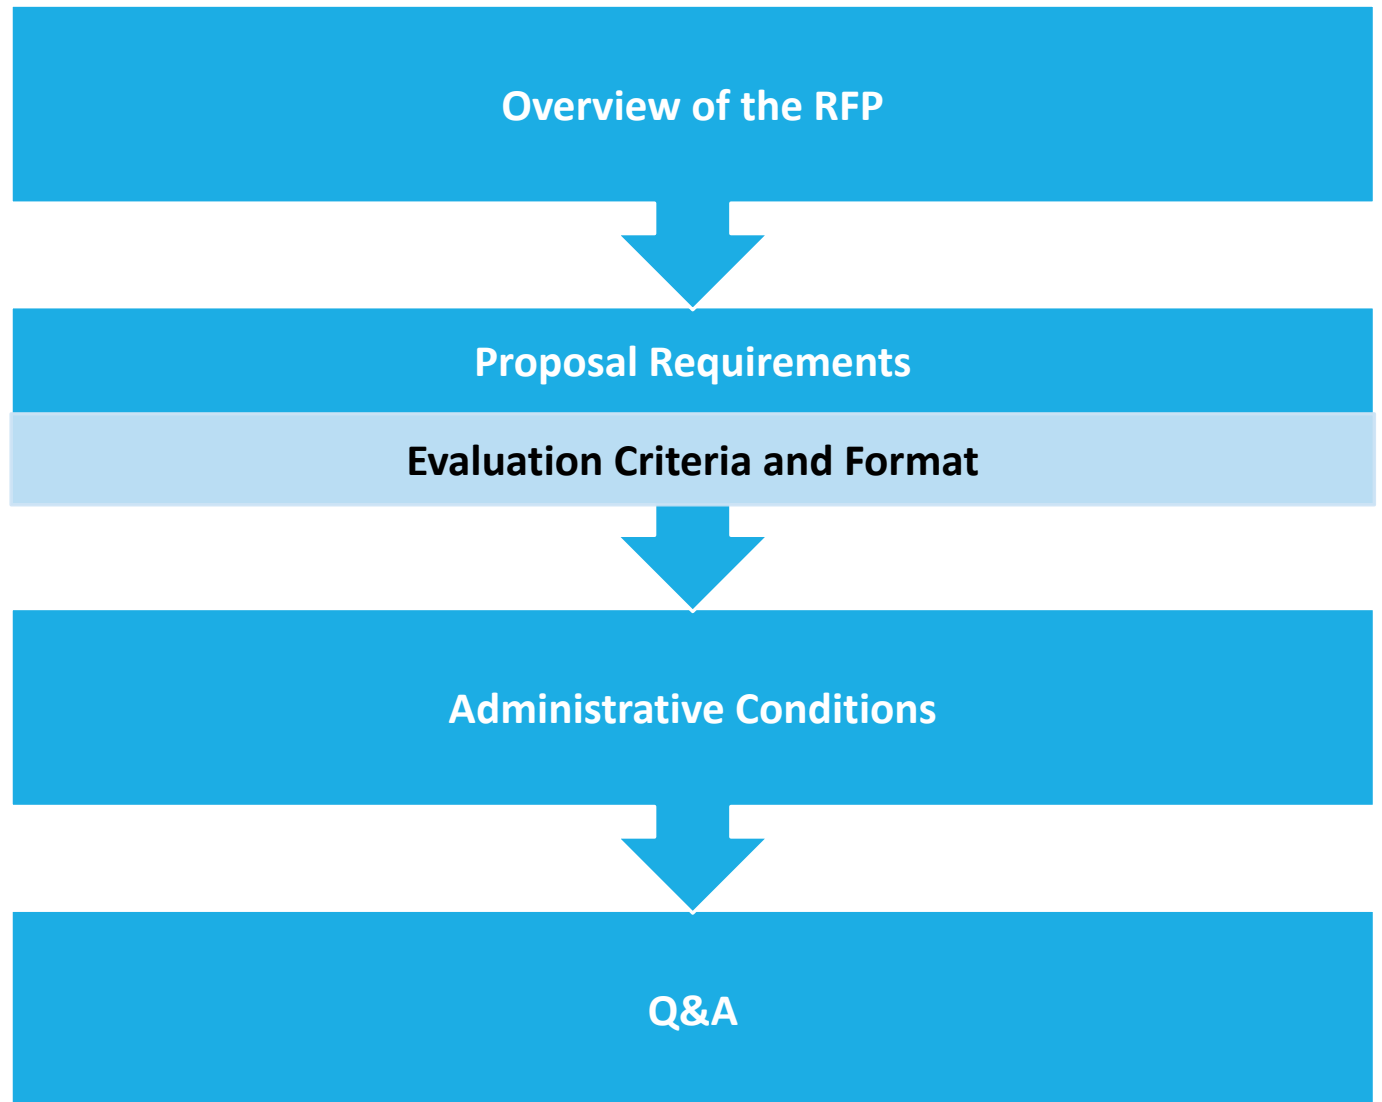 Overview of the RFP
Proposal Requirements
Evaluation Criteria and Format
Administrative Conditions
Q&A